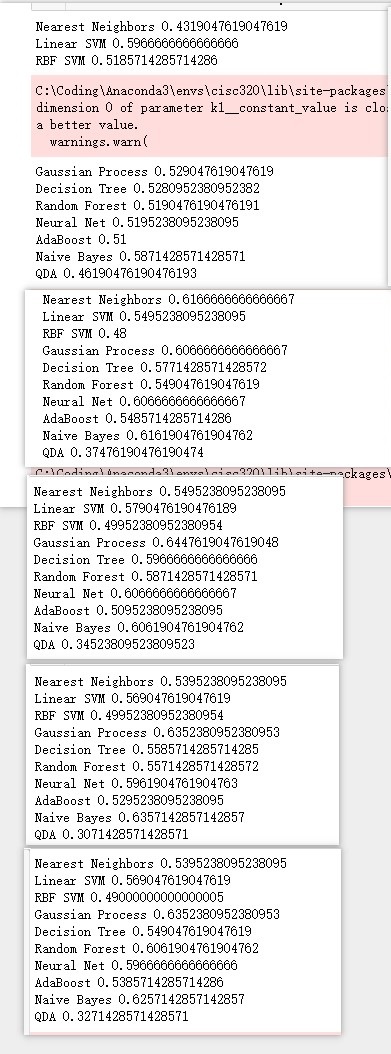 Nearest Neighbors 0.4319047619047619
Linear SVM 0.5966666666666666
RBF SVM 0.5185714285714286
C:\Coding\Anaconda3\envs\cisc320\lib\site-packages
dimension 0 of parameter k1__constant_value is clo
a better value.
warnings.warn(
Gaussian Process 0.529047619047619
Decision Tree 0.5280952380952382
Random Forest 0.5190476190476191
Neural Net 0.5195238095238095
AdaBoost 0.51
Naive Bayes 0.5871428571428571
QDA 0.46190476190476193
Nearest Neighbors 0.6166666666666667
Linear SVM 0.5495238095238095
RBF SVM 0.48
Gaussian Process 0.6066666666666667
Decision Tree 0.5771428571428572
Random Forest 0.549047619047619
Neural Net 0.6066666666666667
AdaBoost 0.5485714285714286
Naive Bayes 0.6161904761904762
QDA 0.37476190476190474
C:\Coding\Anaconda3\envs\cisc320\lib\site-packages\
Nearest Neighbors 0.5495238095238095
Linear SVM 0.5790476190476189
RBF SVM 0.49952380952380954
Gaussian Process 0.6447619047619048
Decision Tree 0.5966666666666666
Random Forest 0.5871428571428571
Neural Net 0.6066666666666667
AdaBoost 0.5095238095238095
Naive Bayes 0.6061904761904762
QDA 0.34523809523809523
Nearest Neighbors 0.5395238095238095
Linear SVM 0.569047619047619
RBF SVM 0.49952380952380954
Gaussian Process 0.6352380952380953
Decision Tree 0.5585714285714285
Random Forest 0.5571428571428572
Neural Net 0.5961904761904763
AdaBoost 0.5295238095238095
Naive Bayes 0.6357142857142857
QDA 0.3071428571428571
Nearest Neighbors 0.5395238095238095
Linear SVM 0.569047619047619
RBF SVM 0.49000000000000005
Gaussian Process 0.6352380952380953
Decision Tree 0.549047619047619
Random Forest 0.6061904761904762
Neural Net 0.5966666666666666
AdaBoost 0.5385714285714286
Naive Bayes 0.6257142857142857
QDA 0.3271428571428571